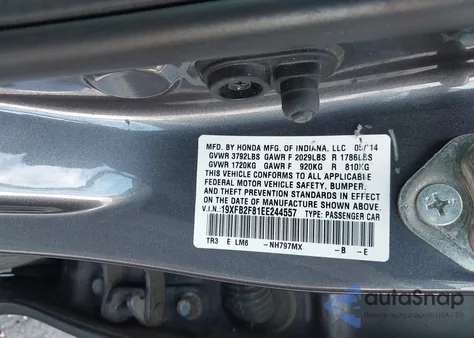 MFD. BY HONDA MFG. OF INDIANA, LLC 05/14
GVWR 3792LBS GAWR F 2029LBS R 1786LBS
GVWR 1720KG GAWR F 920KG R 810KG
THIS VEHICLE CONFORMS TO ALL APPLICABLE
FEDERAL MOTOR VEHICLE SAFETY, BUMPER,
AND THEFT PREVENTION STANDARDS IN EFFECT
ON THE DATE OF MANUFACTURE SHOWN ABOVE.
V.I.N.: 19XFB2F81EE244557 TYPE: PASSENGER CAR
TR3 E LM6 -NH797MX -B -E
autoSnap